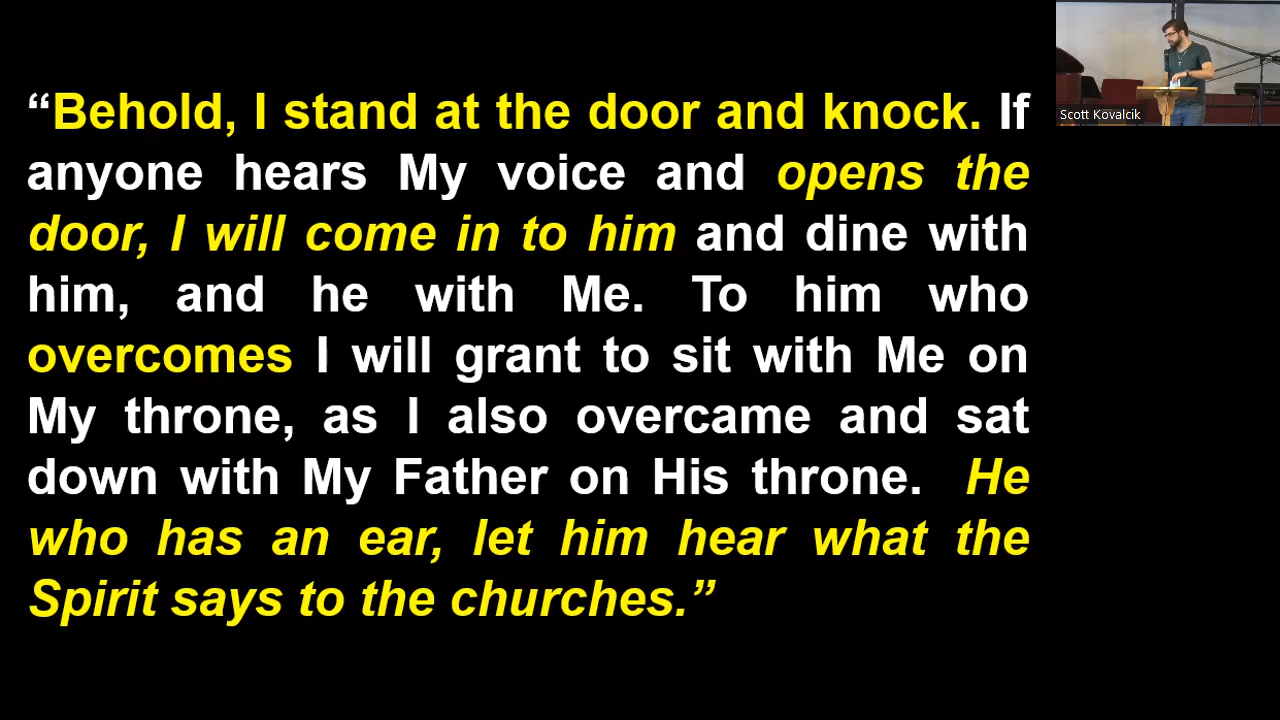 “Behold, I stand at the door and knock. If
anyone hears My voice and opens the
door, I will come in to him and dine with
him, and he with Me. To him who
overcomes I will grant to sit with Me on
My throne, as I also overcame and sat
down with My Father on His throne. He
who has an ear, let him hear what the
Spirit says to the churches.”
Scott Kovalcik